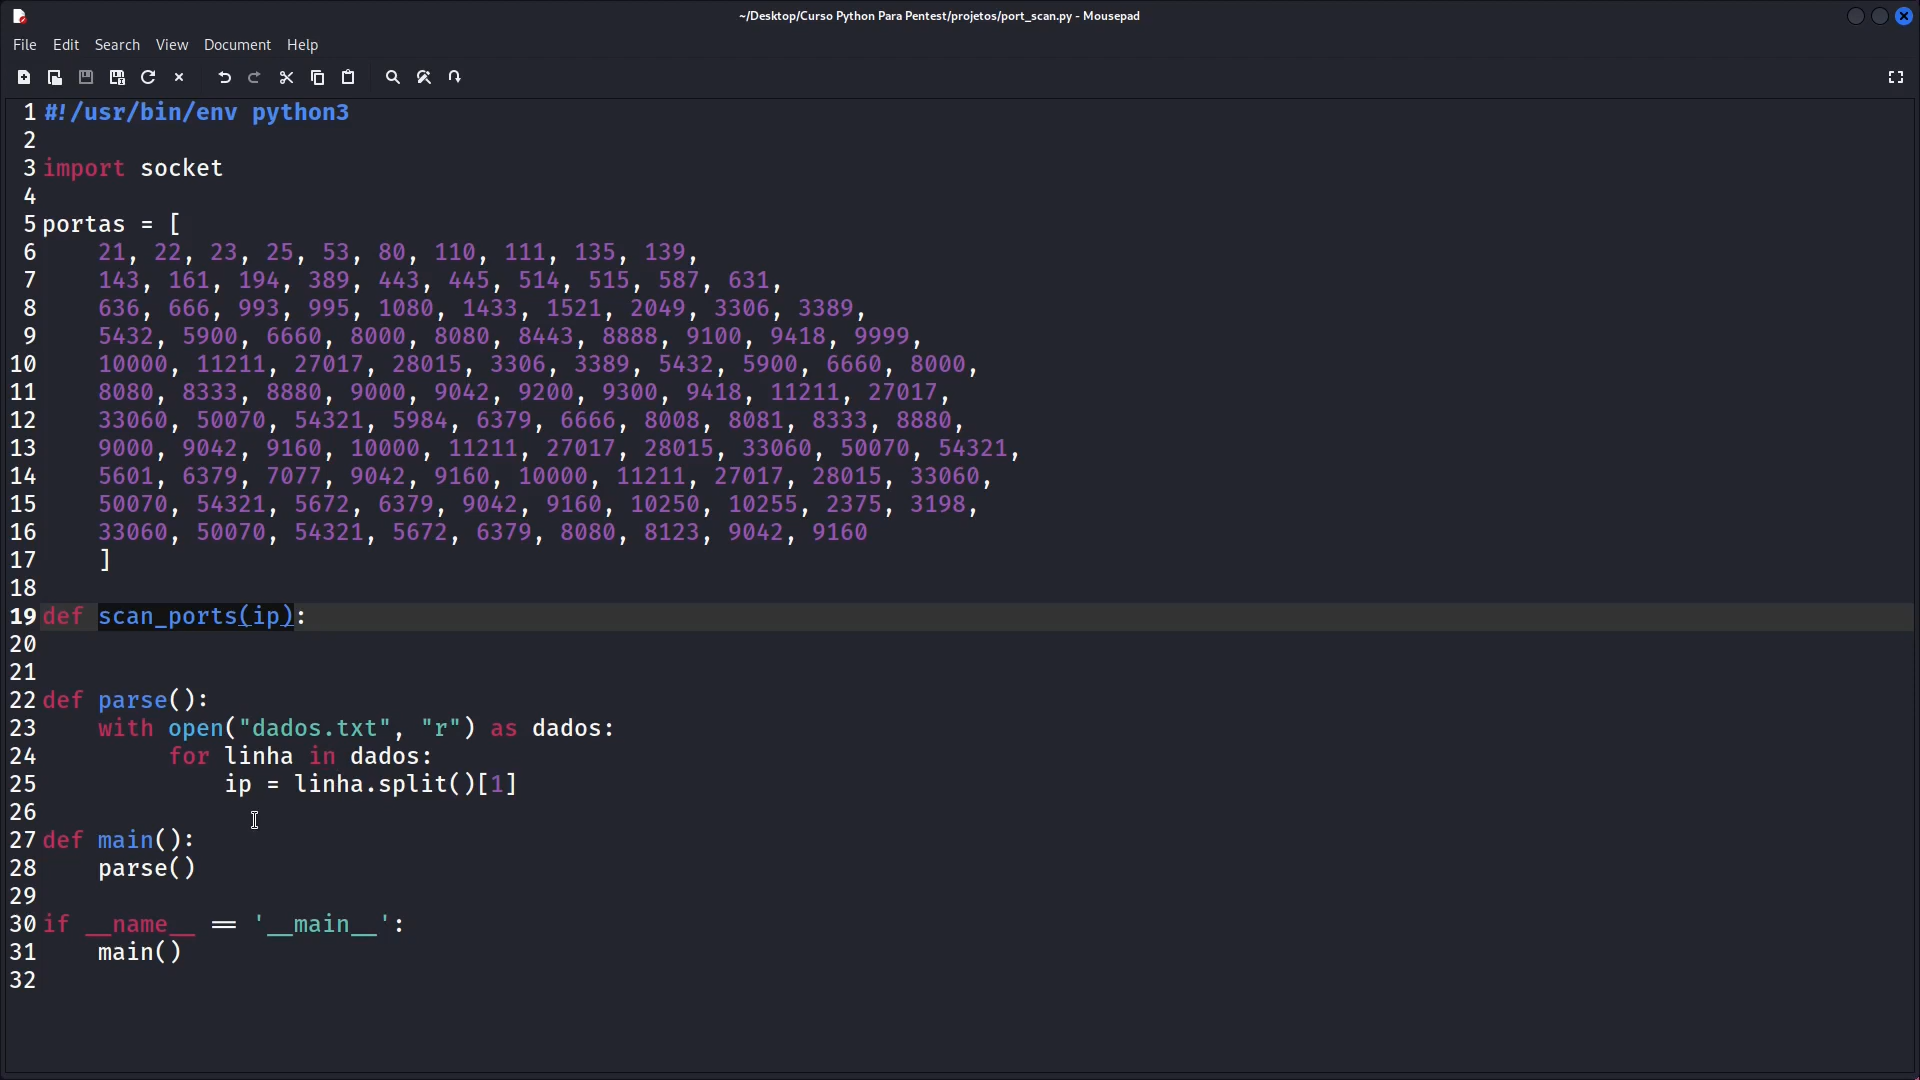 ~/Desktop/Curso Python Para Pentest/projetos/port_scan.py - Mousepad
File Edit Search View Document Help
1 #!/usr/bin/env python3
2
3 import socket
4
5 portas = [
6     21, 22, 23, 25, 53, 80, 110, 111, 135, 139,
7     143, 161, 194, 389, 443, 445, 514, 515, 587, 631,
8     636, 666, 993, 995, 1080, 1433, 1521, 2049, 3306, 3389,
9     5432, 5900, 6660, 8000, 8080, 8443, 8888, 9100, 9418, 9999,
10     10000, 11211, 27017, 28015, 3306, 3389, 5432, 5900, 6660, 8000,
11     8080, 8333, 8880, 9000, 9042, 9200, 9300, 9418, 11211, 27017,
12     33060, 50070, 54321, 5984, 6379, 6666, 8008, 8081, 8333, 8880,
13     9000, 9042, 9160, 10000, 11211, 27017, 28015, 33060, 50070, 54321,
14     5601, 6379, 7077, 9042, 9160, 10000, 11211, 27017, 28015, 33060,
15     50070, 54321, 5672, 6379, 9042, 9160, 10250, 10255, 2375, 3198,
16     33060, 50070, 54321, 5672, 6379, 8080, 8123, 9042, 9160
17     ]
18
19 def scan_ports(ip):
20
21
22 def parse():
23     with open("dados.txt", "r") as dados:
24          for linha in dados:
25              ip = linha.split()[1]
26
27 def main():
28     parse()
29
30 if __name__ == '__main__':
31     main()
32